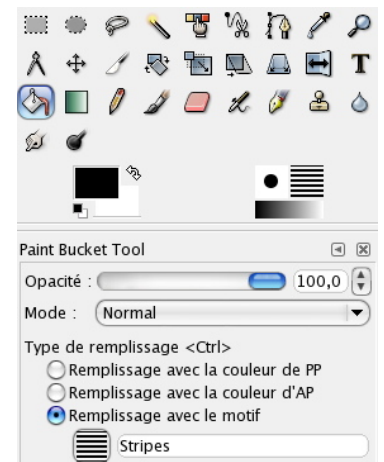 T
Paint Bucket Tool
Opacité : 100,0
Mode : Normal
Type de remplissage <Ctrl>
Remplissage avec la couleur de PP
Remplissage avec la couleur d'AP
Remplissage avec le motif
Stripes